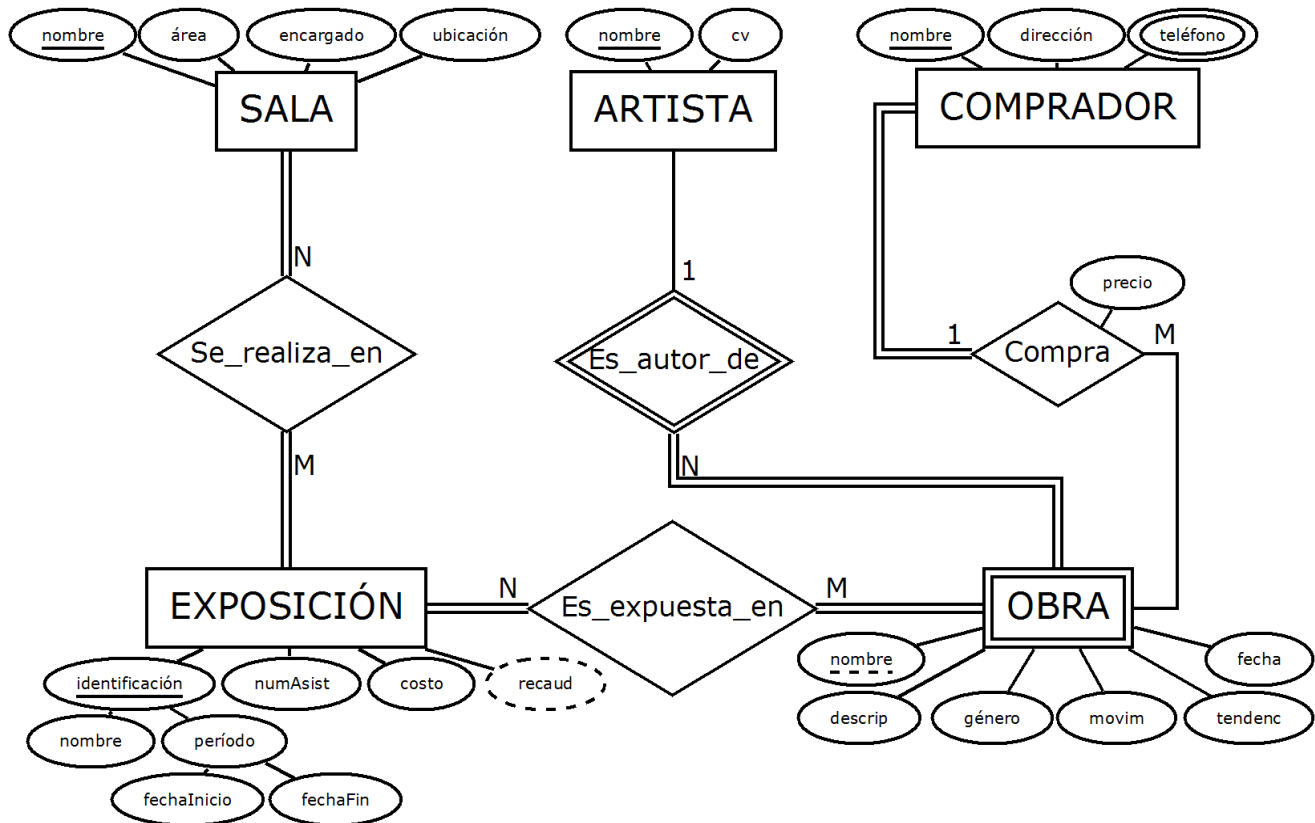 nombre área encargado ubicación nombre cv nombre dirección teléfono
SALA ARTISTA COMPRADOR
N
1
precio
1 M
Se_realiza_en Es_autor_de Compra
M N
N M
EXPOSICIÓN Es_expuesta_en OBRA
nombre fecha
identificación numAsist costo recaud
descrip género movim tendenc
nombre período
fechaInicio fechaFin